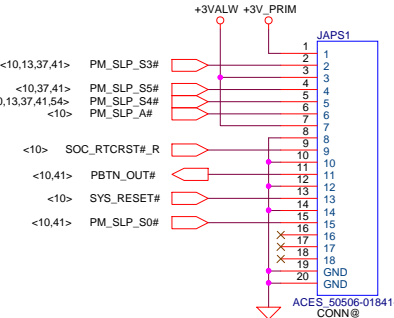 +3VALW +3V_PRIM
JAPS1
1 1
<10,13,37,41> PM_SLP_S3# 2 2
3 3
<10,37,41> PM_SLP_S5# 4 4
0,13,37,41,54> PM_SLP_S4# 5 5
<10> PM_SLP_A# 6 6
7 7
8 8
<10> SOC_RTCRST#_R 9 9
10 10
<10,41> PBTN_OUT# 11 11
12 12
<10> SYS_RESET# 13 13
14 14
<10,41> PM_SLP_S0# 15 15
16 16
17 17
18 18
19 GND
20 GND
ACES_50506-01841
CONN@